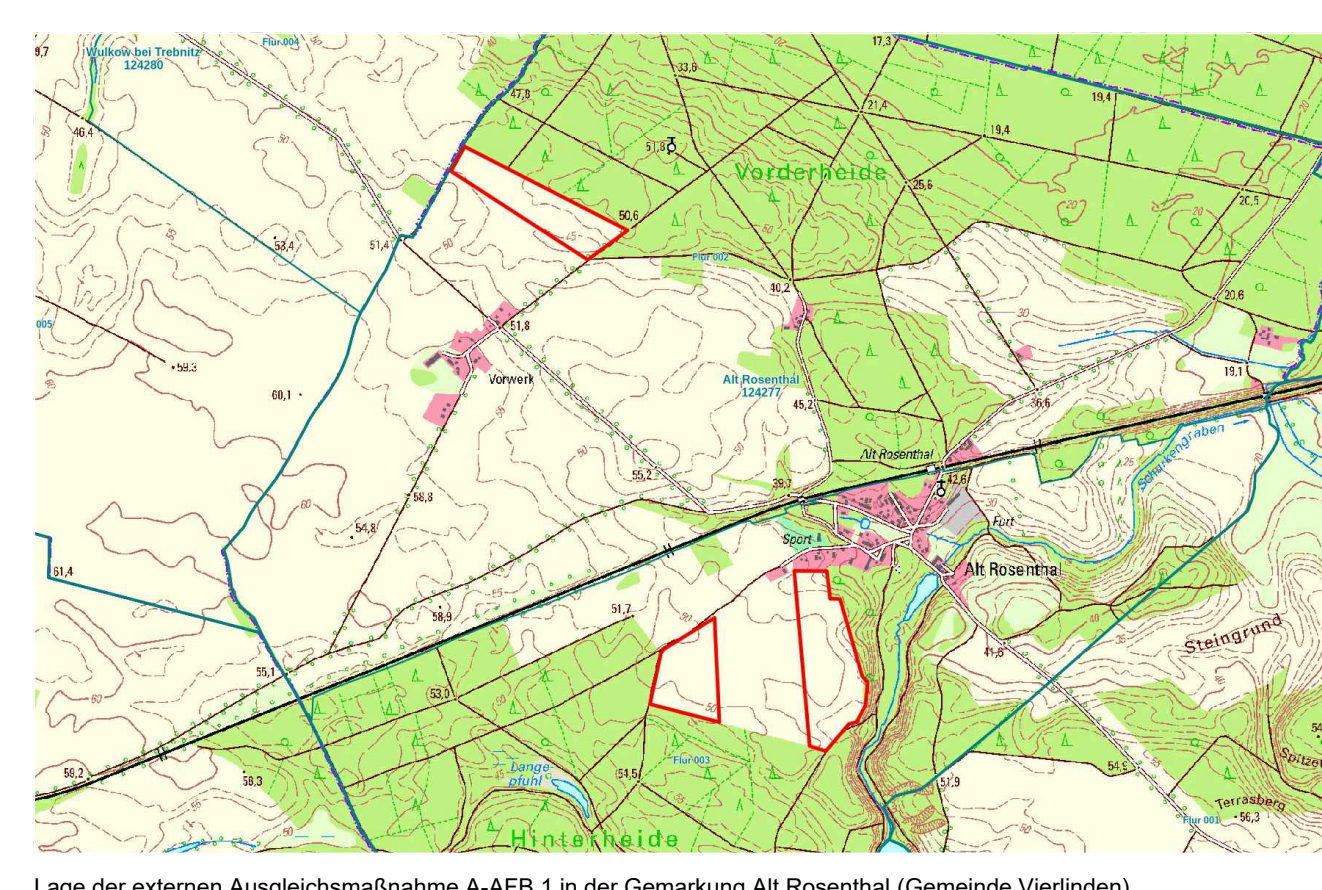 Wulkow bei Trebnitz
124280
Flur 004
17,3
33,6
47,8
21,4
19,4
19,4
46.4
51,8
Vorderheide
25,6
20,5
50,6
53,4
51,4
Flur 002
40,2
20,6
005
51,8
59,3
Vorwerk
Alt Rosenthal
124277
19,1
60,1
45,2
36,6
Alt Rosenthal
55,2
39,7
42,6
Schurkengraben
58,8
54,8
Sport
Furt
61,4
Alt Rosenthal
51,7
58,9
Steingrund
41,6
55,1
53,0
59,2
58,3
Lange-
pfuhl
54,5
Flur 003
51,9
54,9
Terrasberg
56,3
Flur 001
Hinterheide
Lage der externen Ausgleichsmaßnahme A-AFB 1 in der Gemarkung Alt Rosenthal (Gemeinde Vierlinden)